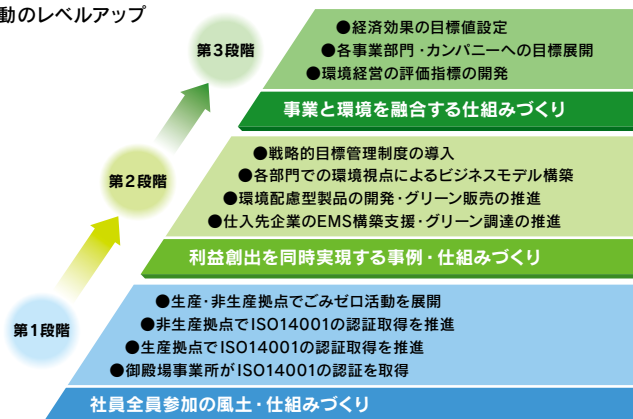 動のレベルアップ
第3段階
●経済効果の目標値設定
●各事業部門・カンパニーへの目標展開
●環境経営の評価指標の開発
事業と環境を融合する仕組みづくり
第2段階
●戦略的目標管理制度の導入
●各部門での環境視点によるビジネスモデル構築
●環境配慮型製品の開発・グリーン販売の推進
●仕入先企業のEMS構築支援・グリーン調達の推進
利益創出を同時実現する事例・仕組みづくり
第1段階
●生産・非生産拠点でごみゼロ活動を展開
●非生産拠点でISO14001の認証取得を推進
●生産拠点でISO14001の認証取得を推進
●御殿場事業所がISO14001の認証を取得
社員全員参加の風土・仕組みづくり